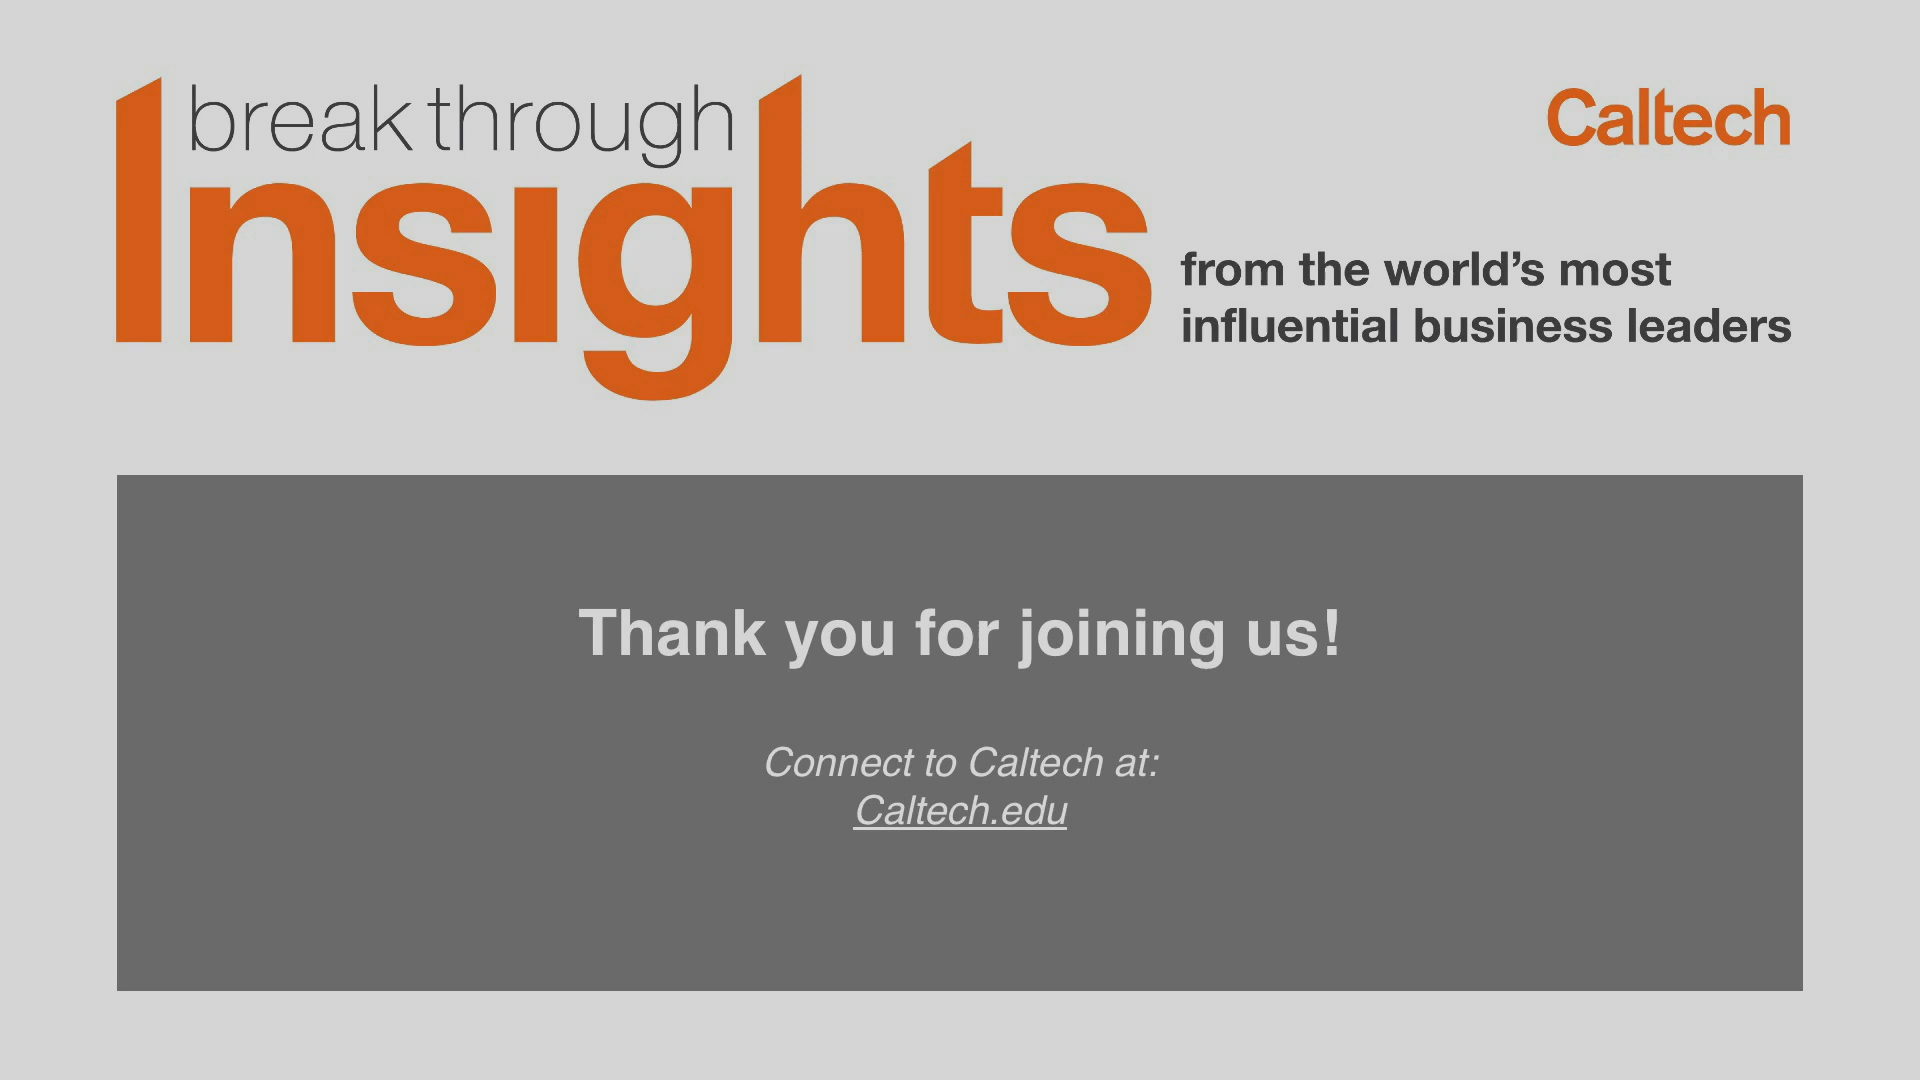 break through
Insights
Caltech
from the world’s most
influential business leaders
Thank you for joining us!
Connect to Caltech at:
Caltech.edu